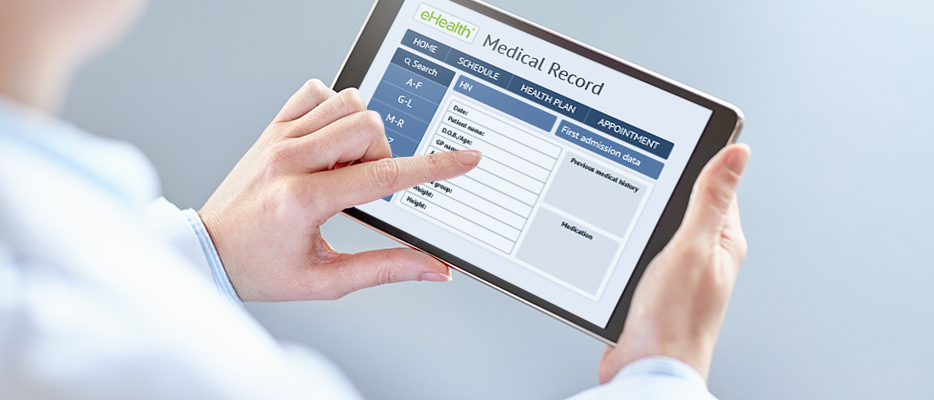 eHealth
Medical Record
HOME
SCHEDULE
HEALTH PLAN
APPOINTMENT
Search
A-F
G-L
M-R
HN
First admission data
Date:
Patient name:
D.O.B./Age:
GP
group:
Height:
Previous medical history
Medication